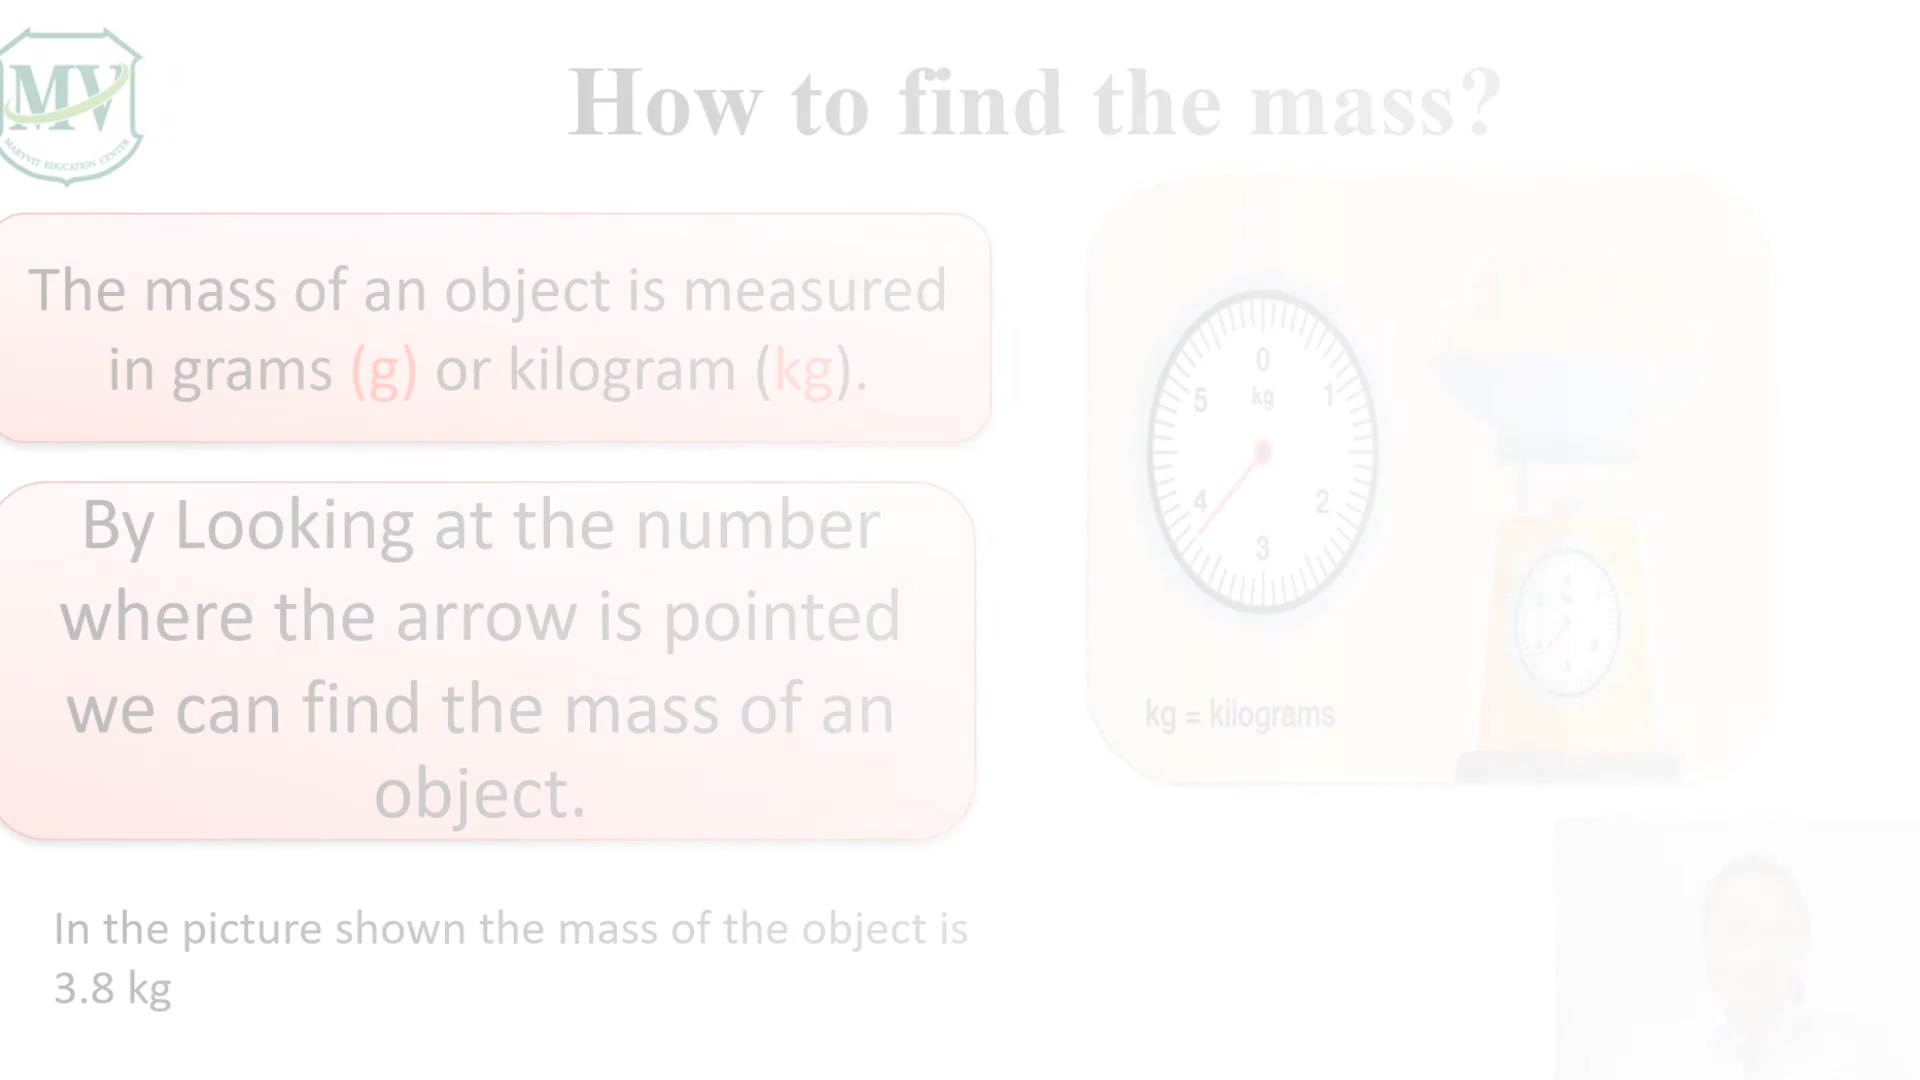 MV
MARYVIT EDUCATION CENTER
How to find the mass?
The mass of an object is measured
in grams (g) or kilogram (kg).
By Looking at the number
where the arrow is pointed
we can find the mass of an
object.
In the picture shown the mass of the object is
3.8 kg
0
kg
1
2
3
4
5
kg = kilograms